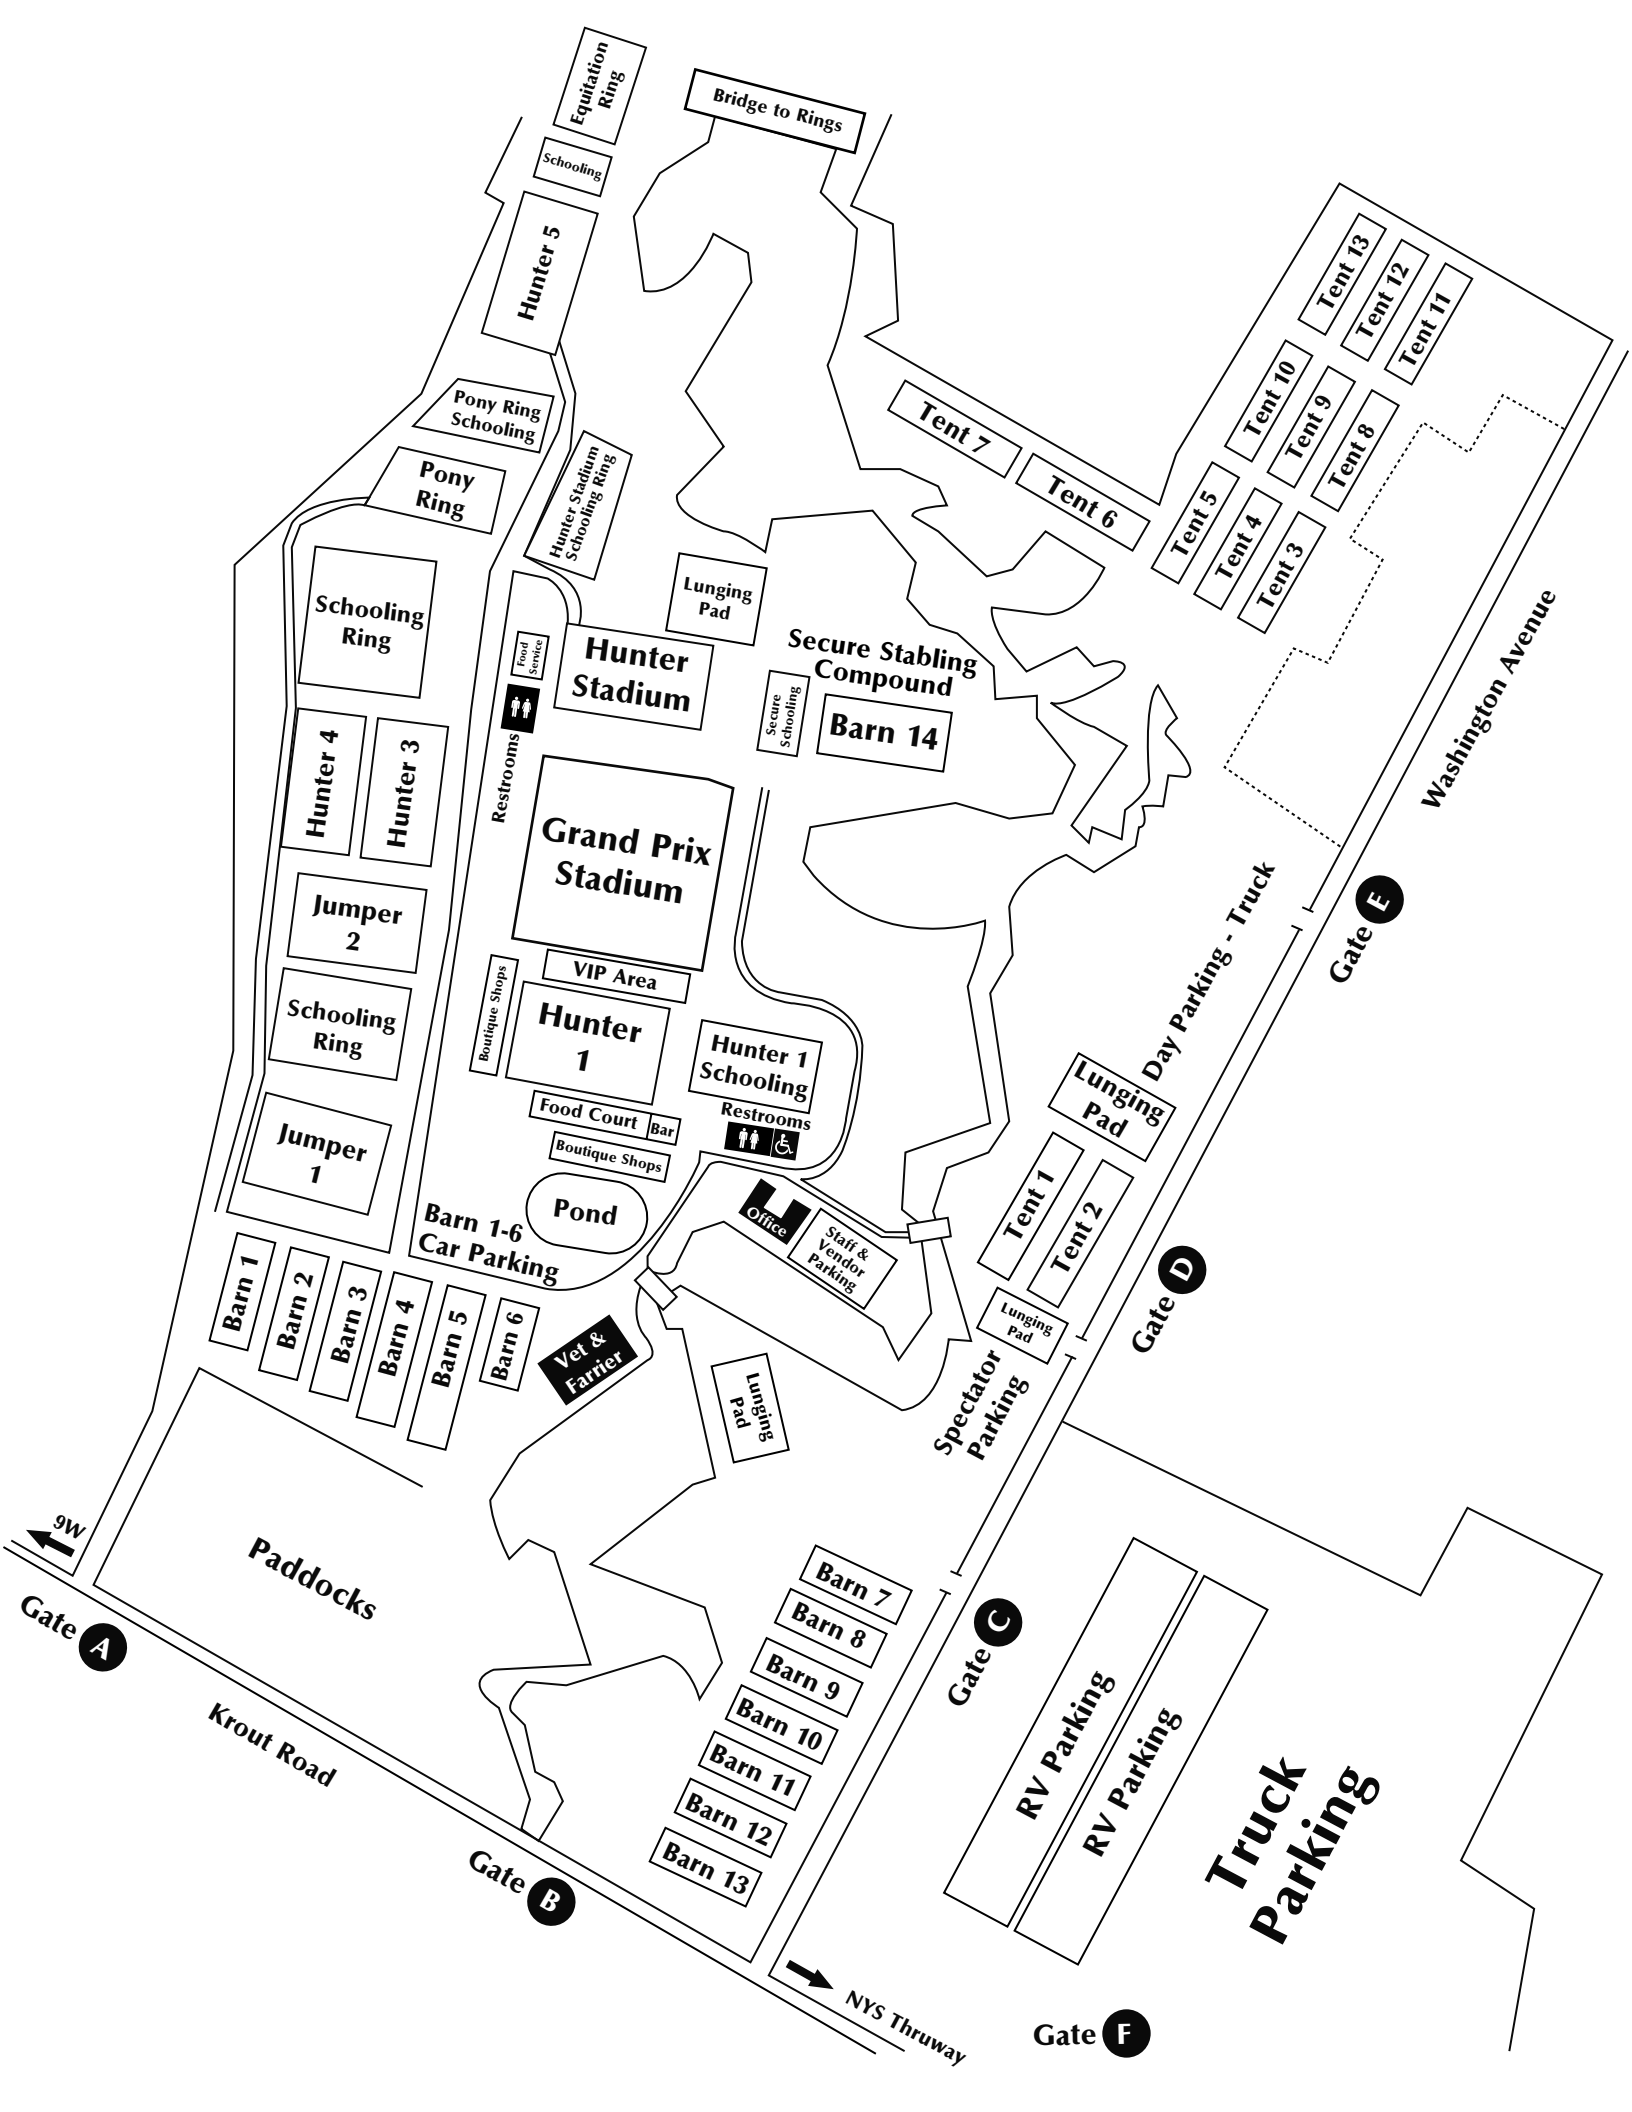 Equitation
Ring
Bridge to Rings
Schooling
Hunter 5
Tent 13
Tent 12
Tent 11
Tent 10
Tent 9
Tent 8
Tent 7
Tent 6
Tent 5
Tent 4
Tent 3
Pony Ring
Schooling
Pony
Ring
Hunter Stadium
Schooling Ring
Schooling
Ring
Lunging
Pad
Food
Service
Hunter
Stadium
Secure Stabling
Compound
Secure
Schooling
Barn 14
Restrooms
Hunter 4
Hunter 3
Grand Prix
Stadium
Washington Avenue
Jumper
2
Gate E
Day Parking - Truck
VIP Area
Boutique Shops
Hunter
1
Schooling
Ring
Hunter 1
Schooling
Food Court
Bar
Restrooms
Boutique Shops
Lunging
Pad
Jumper
1
Pond
Office
Staff &
Vendor
Parking
Tent 1
Tent 2
Barn 1-6
Car Parking
Gate D
Barn 1
Barn 2
Barn 3
Barn 4
Barn 5
Barn 6
Vet &
Farrier
Lunging
Pad
Lunging
Pad
Spectator
Parking
9W
Gate A
Paddocks
Krout Road
Gate B
Barn 7
Barn 8
Barn 9
Barn 10
Barn 11
Barn 12
Barn 13
Gate C
RV Parking
RV Parking
Truck
Parking
NYS Thruway
Gate F